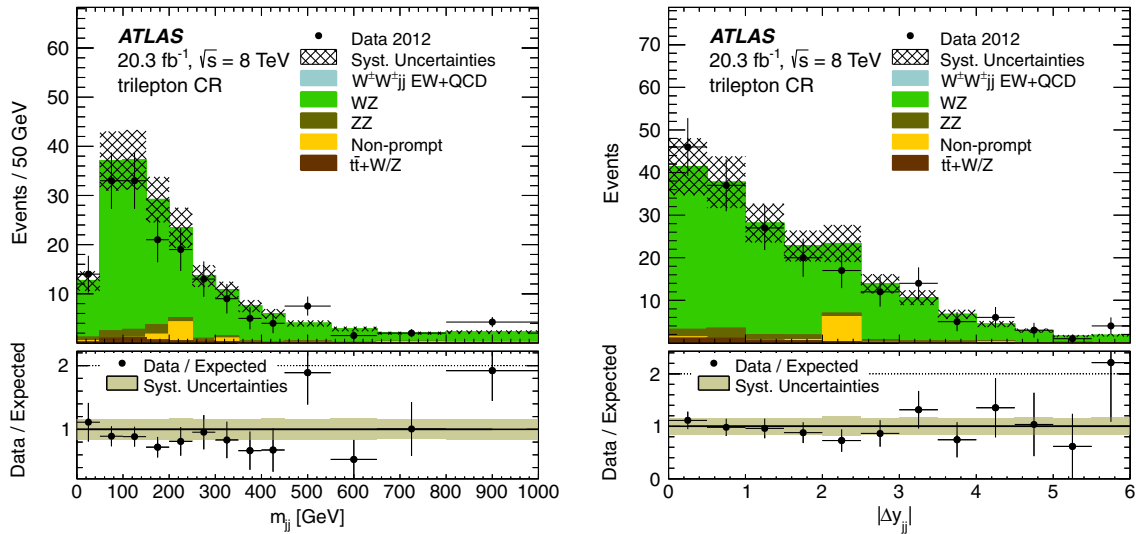 ATLAS
20.3 fb⁻¹, √s = 8 TeV
trilepton CR
Data 2012
Syst. Uncertainties
W±W±jj EW+QCD
WZ
ZZ
Non-prompt
tt̄+W/Z
Events / 50 GeV
60
50
40
30
20
10
Data / Expected
Syst. Uncertainties
Data / Expected
2
1
0 100 200 300 400 500 600 700 800 900 1000
m_jj [GeV]
ATLAS
20.3 fb⁻¹, √s = 8 TeV
trilepton CR
Data 2012
Syst. Uncertainties
W±W±jj EW+QCD
WZ
ZZ
Non-prompt
tt̄+W/Z
Events
70
60
50
40
30
20
10
0
Data / Expected
Syst. Uncertainties
Data / Expected
2
1
0
0 1 2 3 4 5 6
|Δy_jj|